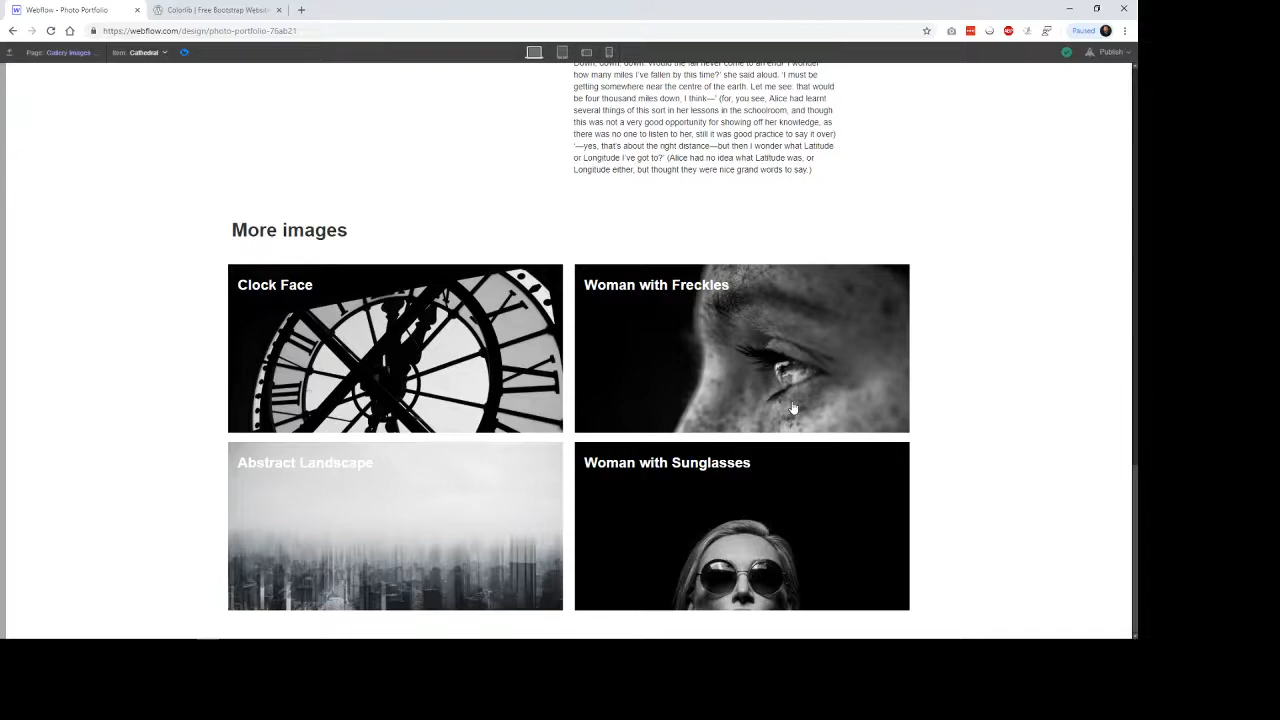 Webflow - Photo Portfolio
Colorlib | Free Bootstrap Websit
https://webflow.com/design/photo-portfolio-76ab21
Paused
Page: Gallery Images ...
Item: Cathedral
Publish
Down, down, down. Would the fall never come to an end? 'I wonder
how many miles I've fallen by this time?' she said aloud. 'I must be
getting somewhere near the centre of the earth. Let me see: that would
be four thousand miles down, I think—' (for, you see, Alice had learnt
several things of this sort in her lessons in the schoolroom, and though
this was not a very good opportunity for showing off her knowledge, as
there was no one to listen to her, still it was good practice to say it over)
'—yes, that's about the right distance—but then I wonder what Latitude
or Longitude I've got to?' (Alice had no idea what Latitude was, or
Longitude either, but thought they were nice grand words to say.)
More images
Clock Face
Woman with Freckles
Abstract Landscape
Woman with Sunglasses